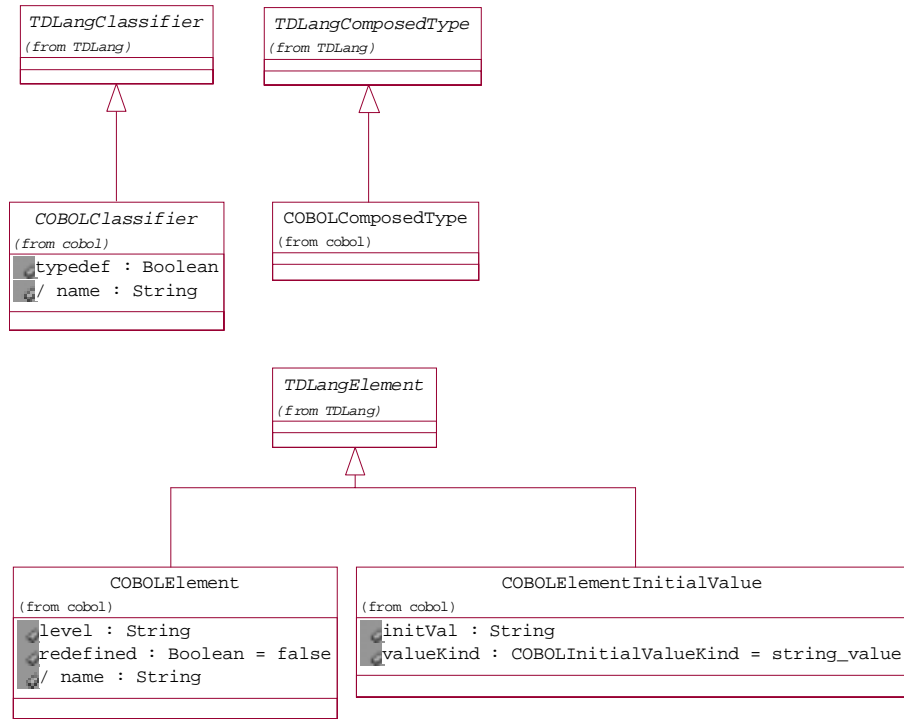 TDLangClassifier
(from TDLang)
TDLangComposedType
(from TDLang)
COBOLClassifier
(from cobol)
typedef : Boolean
/ name : String
COBOLComposedType
(from cobol)
TDLangElement
(from TDLang)
COBOLElement
(from cobol)
level : String
redefined : Boolean = false
/ name : String
COBOLElementInitialValue
(from cobol)
initVal : String
valueKind : COBOLInitialValueKind = string_value